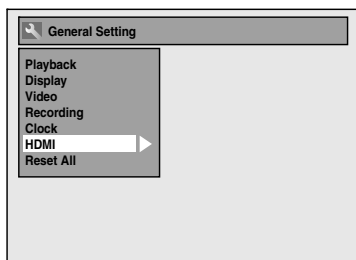 General Setting
Playback
Display
Video
Recording
Clock
HDMI
Reset All